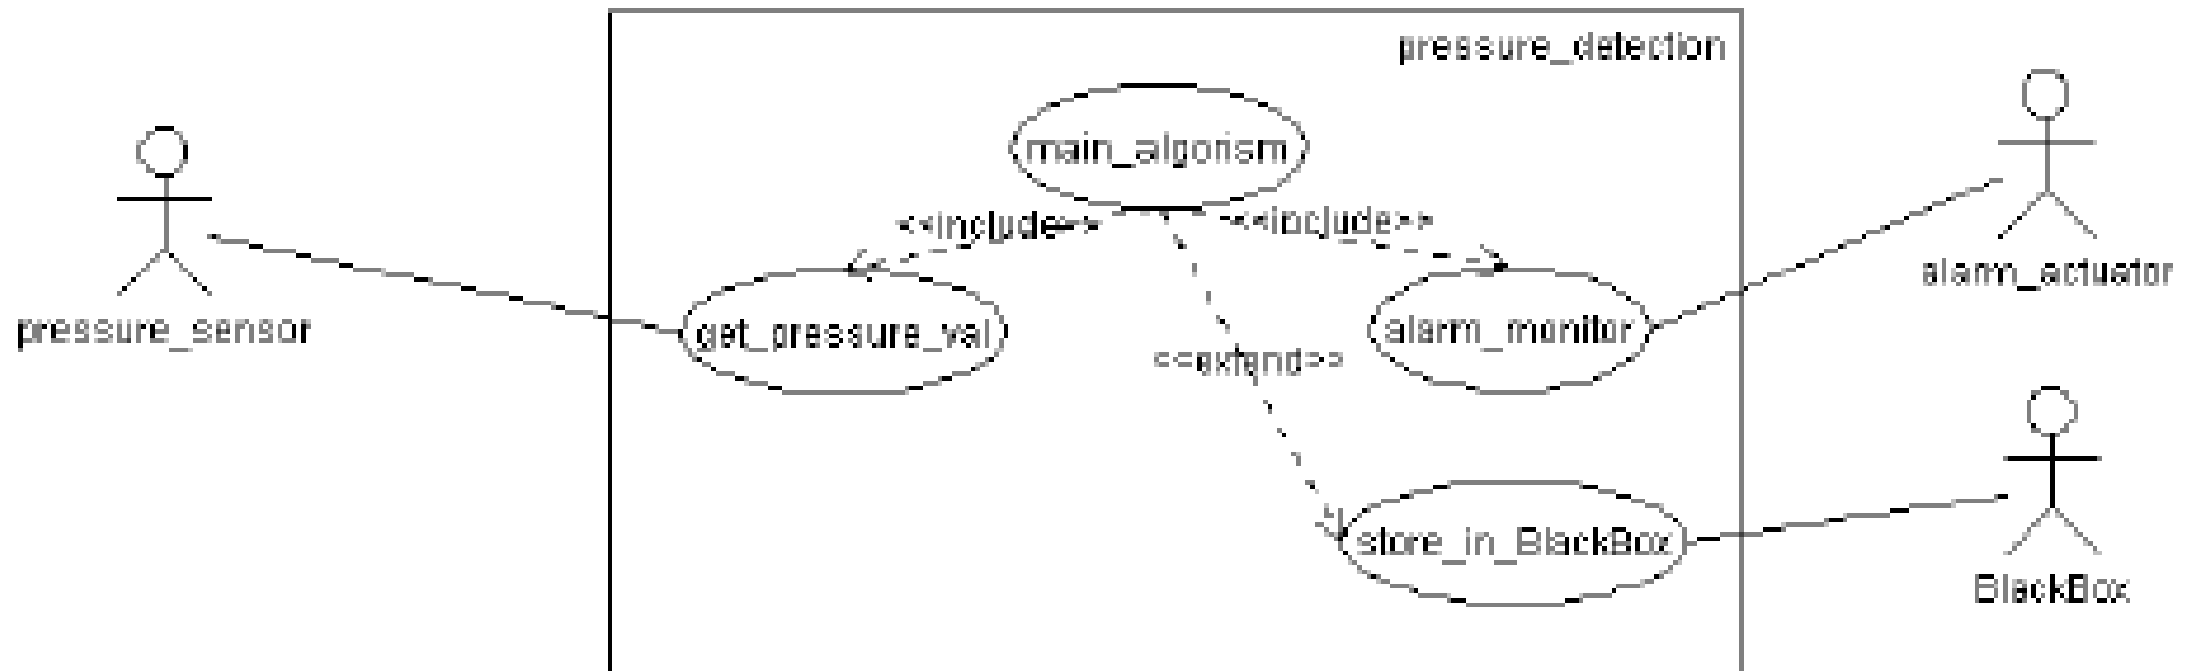 pressure_detection
main_algorism
<<include>>
<<include>>
alarm_actuator
pressure_sensor
get_pressure_val
alarm_monitor
<<extend>>
store_in_BlackBox
BlackBox